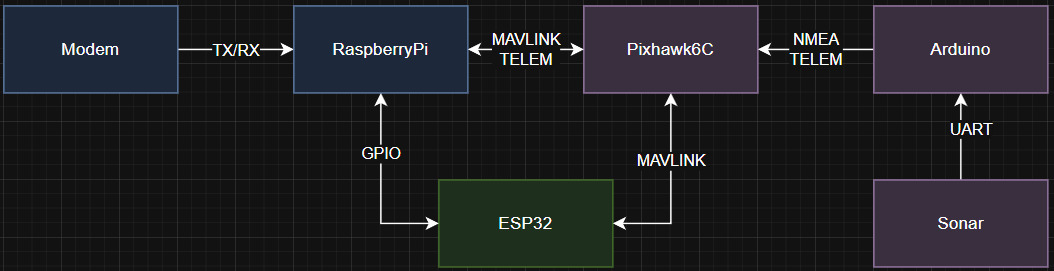 Modem
TX/RX
RaspberryPi
MAVLINK
TELEM
Pixhawk6C
NMEA
TELEM
Arduino
GPIO
MAVLINK
UART
ESP32
Sonar